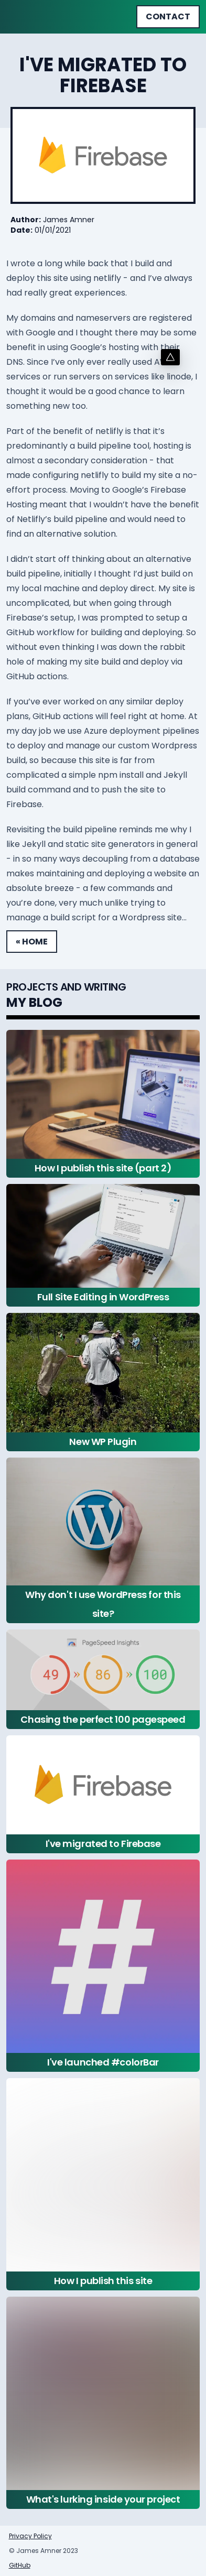 CONTACT
I'VE MIGRATED TO
FIREBASE
Firebase
Author: James Amner
Date: 01/01/2021
I wrote a long while back that I build and
deploy this site using netlifly - and I've always
had really great experiences.
My domains and nameservers are registered
with Google and I thought there may be some
benefit in using Google's hosting with their
DNS. Since I've only ever really used
services or run servers on services like linode, I
thought it would be a good chance to learn
something new too.
Part of the benefit of netlify is that it's
predominantly a build pipeline tool, hosting is
almost a secondary consideration - this
made configuring netlify to build my site a no-
effort process. Moving to Google's Firebase
Hosting meant that I wouldn't have the benefit
of Netlifly's build pipeline and would need to
find an alternative solution.
I didn't start off thinking about an alternative
build pipeline, initially I thought I'd just build on
my local machine and deploy direct. My site is
uncomplicated, but when going through
Firebase's setup, I was prompted to setup a
GitHub workflow for building and deploying. So
without even thinking I was down the rabbit
hole of making my site build and deploy via
GitHub actions.
If you've ever worked on any similar deploy
plans, GitHub actions will feel right at home. At
my day job we use Azure deployment pipelines
to deploy and manage our custom Wordpress
build, so because this site is far from
complicated a simple npm install and Jekyll
build command and to push the site to
Firebase.
Revisiting the build pipeline reminds me why I
like Jekyll and static site generators in general
- in so many ways decoupling from a database
makes maintaining and deploying a website an
absolute breeze - a few commands and
you're done, very much unlike trying to
manage a build script for a Wordpress site...
« HOME
PROJECTS AND WRITING
MY BLOG
How I publish this site (part 2)
Full Site Editing in WordPress
New WP Plugin
Why don't I use WordPress for this
site?
PageSpeed Insights
49 » 86 » 100
Chasing the perfect 100 pagespeed
Firebase
I've migrated to Firebase
#
I've launched #colorBar
How I publish this site
What's lurking inside your project
Privacy Policy
© James Amner 2023
GitHub